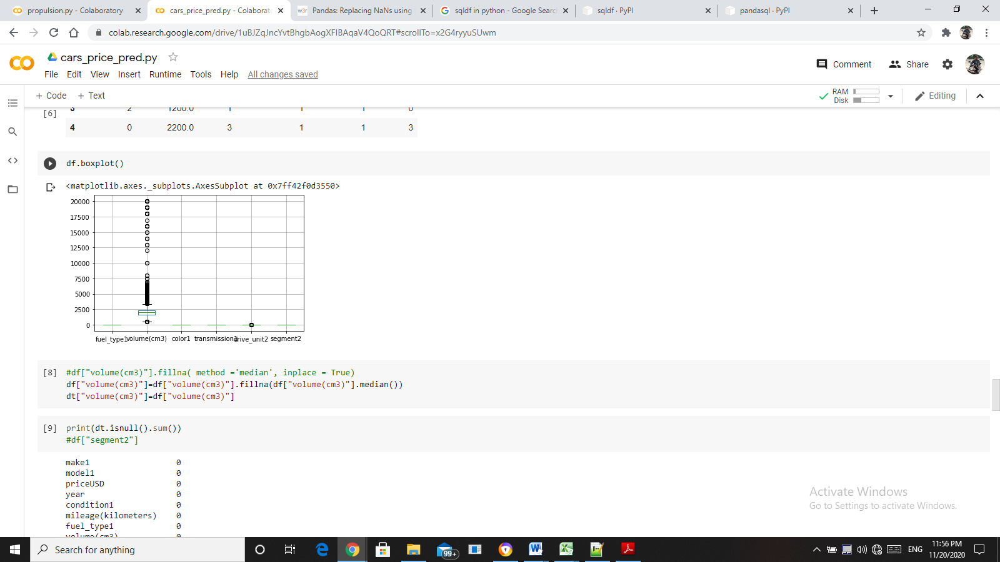 propulsion.py - Colaboratory
cars_price_pred.py - Colaborat
w3r Pandas: Replacing NaNs using
sqldf in python - Google Searc
sqldf · PyPI
pandasql · PyPI
colab.research.google.com/drive/1uBJZqJncYvtBhgbAogXFIBAqaV4QoQRT#scrollTo=x2G4ryyuSUwm
cars_price_pred.py
File Edit View Insert Runtime Tools Help All changes saved
Comment Share
+ Code + Text
RAM
Disk
Editing
[6] 3 2 1200.0 1 1 1 0
4 0 2200.0 3 1 1 3
df.boxplot()
<matplotlib.axes._subplots.AxesSubplot at 0x7ff42f0d3550>
20000
17500
15000
12500
10000
7500
5000
2500
0
fuel_type1 volume(cm3) color1 transmission1 drive_unit2 segment2
[8] #df["volume(cm3)"].fillna( method ='median', inplace = True)
df["volume(cm3)"]=df["volume(cm3)"].fillna(df["volume(cm3)"].median())
dt["volume(cm3)"]=df["volume(cm3)"]
[9] print(dt.isnull().sum())
#df["segment2"]
make1 0
model1 0
priceUSD 0
year 0
condition1 0
mileage(kilometers) 0
fuel_type1 0
volume(cm3) 0
Activate Windows
Go to Settings to activate Windows.
Search for anything
99+
ENG
11:56 PM
11/20/2020